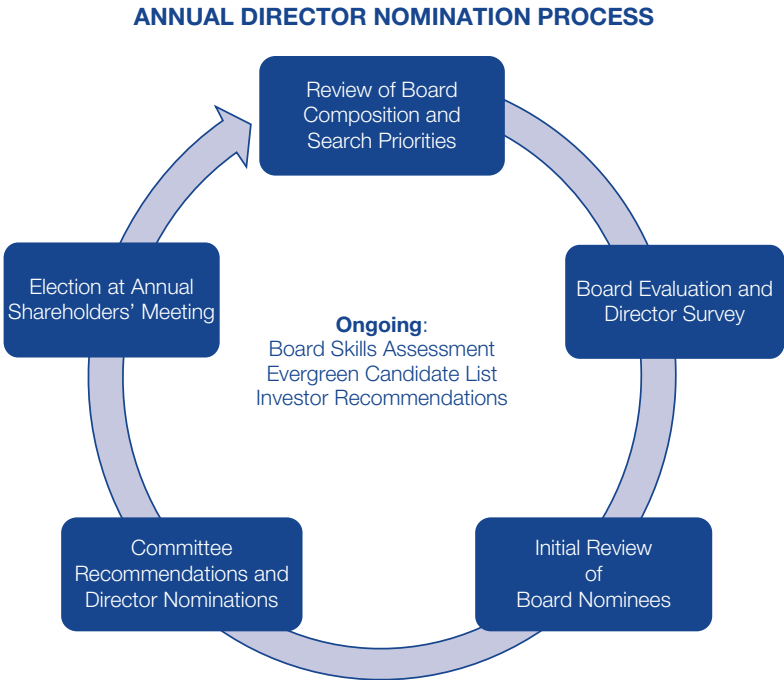 ANNUAL DIRECTOR NOMINATION PROCESS
Review of Board
Composition and
Search Priorities
Board Evaluation and
Director Survey
Initial Review
of
Board Nominees
Committee
Recommendations and
Director Nominations
Election at Annual
Shareholders’ Meeting
Ongoing:
Board Skills Assessment
Evergreen Candidate List
Investor Recommendations